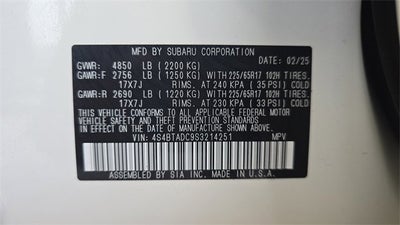 MFD BY SUBARU CORPORATION
GVWR: 4850 LB (2200 KG) DATE: 02/25
GAWR:F 2756 LB (1250 KG) WITH 225/65R17 102H TIRES.
17X7J RIMS. AT 240 KPA (35 PSI) COLD
GAWR:R 2690 LB (1220 KG) WITH 225/65R17 102H TIRES.
17X7J RIMS. AT 230 KPA (33 PSI) COLD
THIS VEHICLE CONFORMS TO ALL APPLICABLE
FEDERAL MOTOR VEHICLE SAFETY, BUMPER, AND
THEFT PREVENTION STANDARDS IN EFFECT ON THE
DATE OF MANUFACTURE SHOWN ABOVE.
VIN: 4S4BTADC9S3214251 MPV
ASSEMBLED BY SIA INC. MADE IN U.S.A.